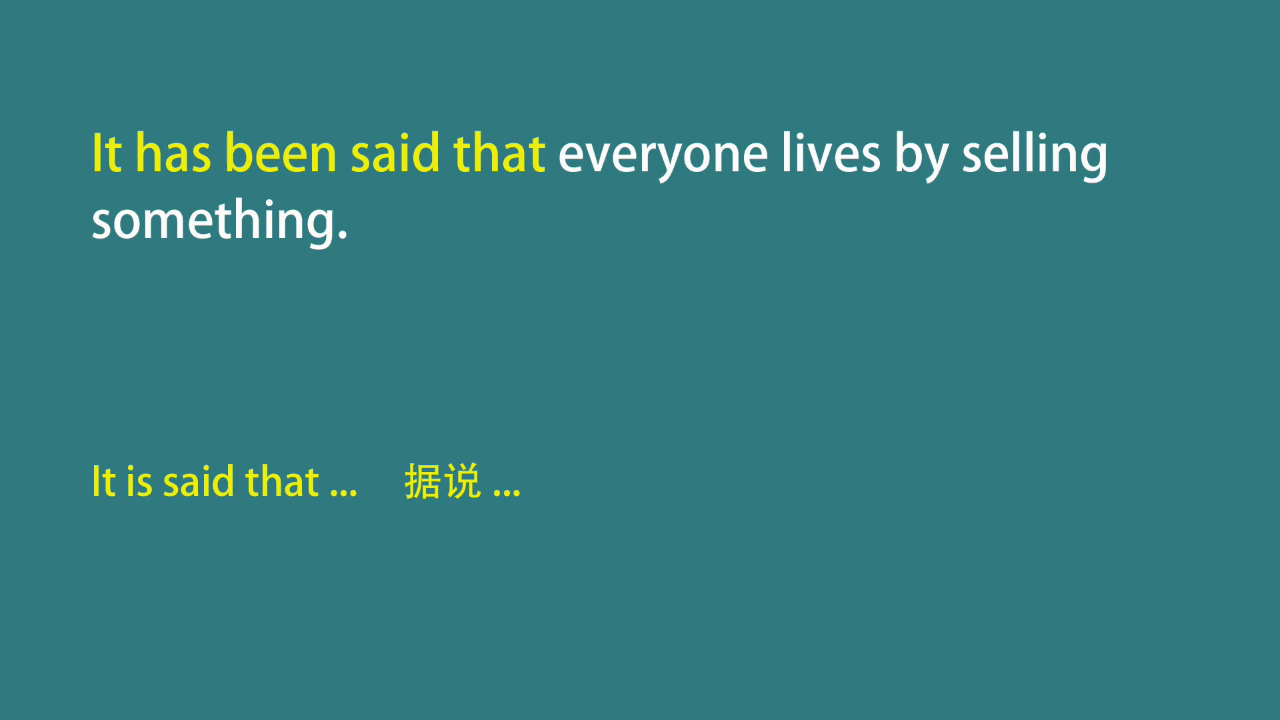 It has been said that everyone lives by selling
something.
It is said that ... 据说 ...